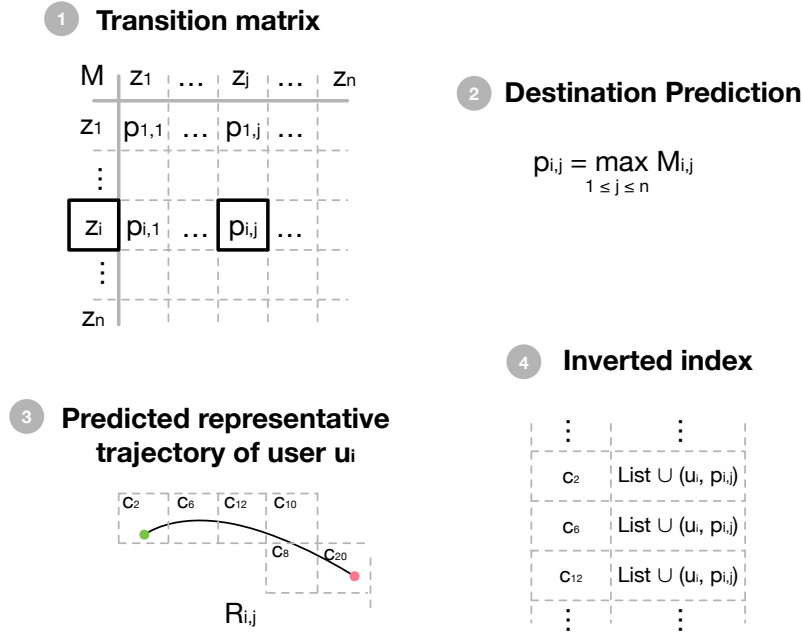 1 Transition matrix
M z1 ... zj ... zn
z1 p1,1 ... p1,j ...
⋮
zi pi,1 ... pi,j ...
⋮
zn
2 Destination Prediction
pi,j = max Mi,j
1 ≤ j ≤ n
3 Predicted representative
trajectory of user ui
c2 c6 c12 c10
c8 c20
Ri,j
4 Inverted index
⋮ ⋮
c2 List ∪ (ui, pi,j)
c6 List ∪ (ui, pi,j)
c12 List ∪ (ui, pi,j)
⋮ ⋮